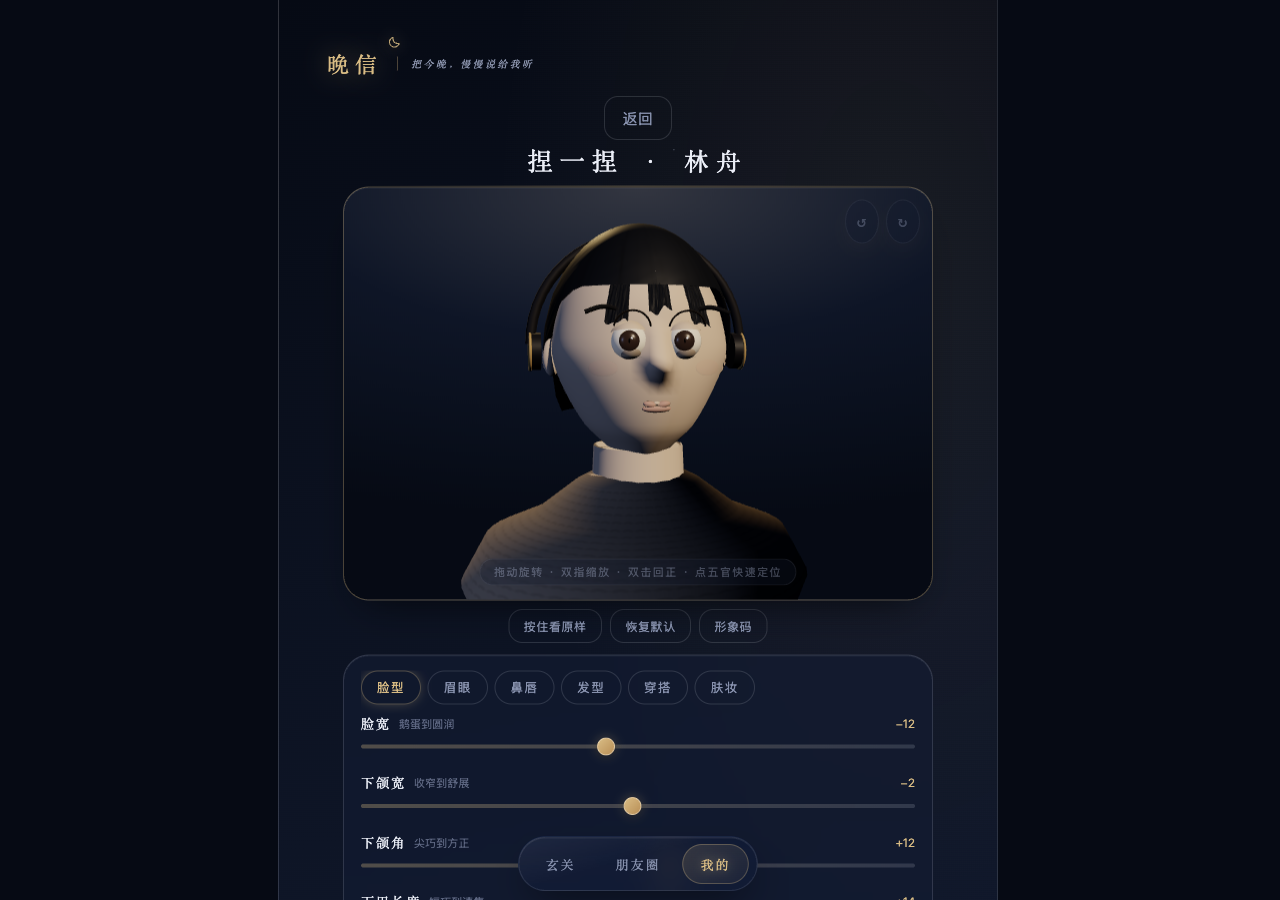 晚信 把今晚，慢慢说给我听
返回
捏一捏 · 林舟
↺ ↻
拖动旋转 · 双指缩放 · 双击回正 · 点五官快速定位
按住看原样 恢复默认 形象码
脸型 眉眼 鼻唇 发型 穿搭 肤妆
脸宽 鹅蛋到圆润 −12
下颌宽 收窄到舒展 −2
下颌角 尖巧到方正 +12
玄关 朋友圈 我的